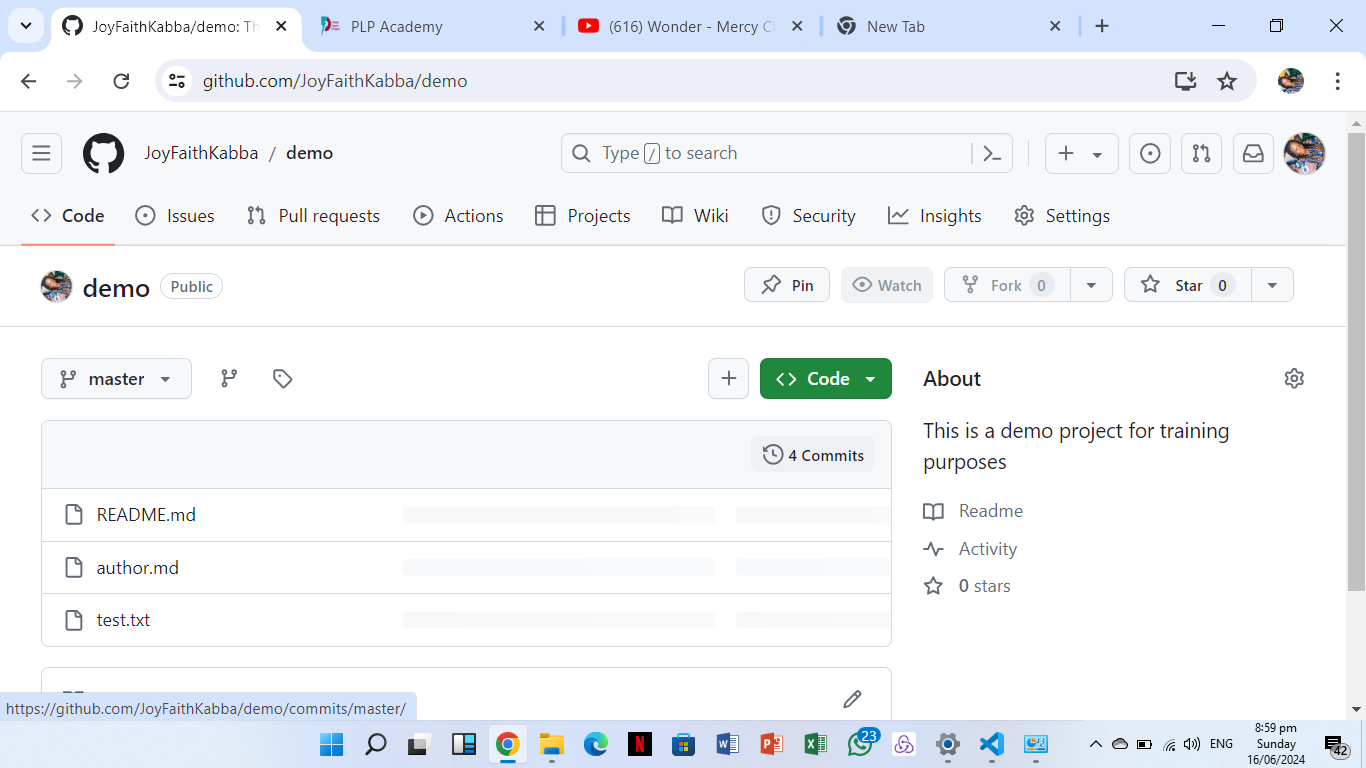 JoyFaithKabba/demo: Th
PLP Academy
(616) Wonder - Mercy Cl
New Tab
github.com/JoyFaithKabba/demo
JoyFaithKabba / demo
Type / to search
Code
Issues
Pull requests
Actions
Projects
Wiki
Security
Insights
Settings
demo Public
Pin
Watch
Fork 0
Star 0
master
Code
About
This is a demo project for training
purposes
4 Commits
README.md
author.md
test.txt
Readme
Activity
0 stars
https://github.com/JoyFaithKabba/demo/commits/master/
23
ENG
8:59 pm
Sunday
16/06/2024
42